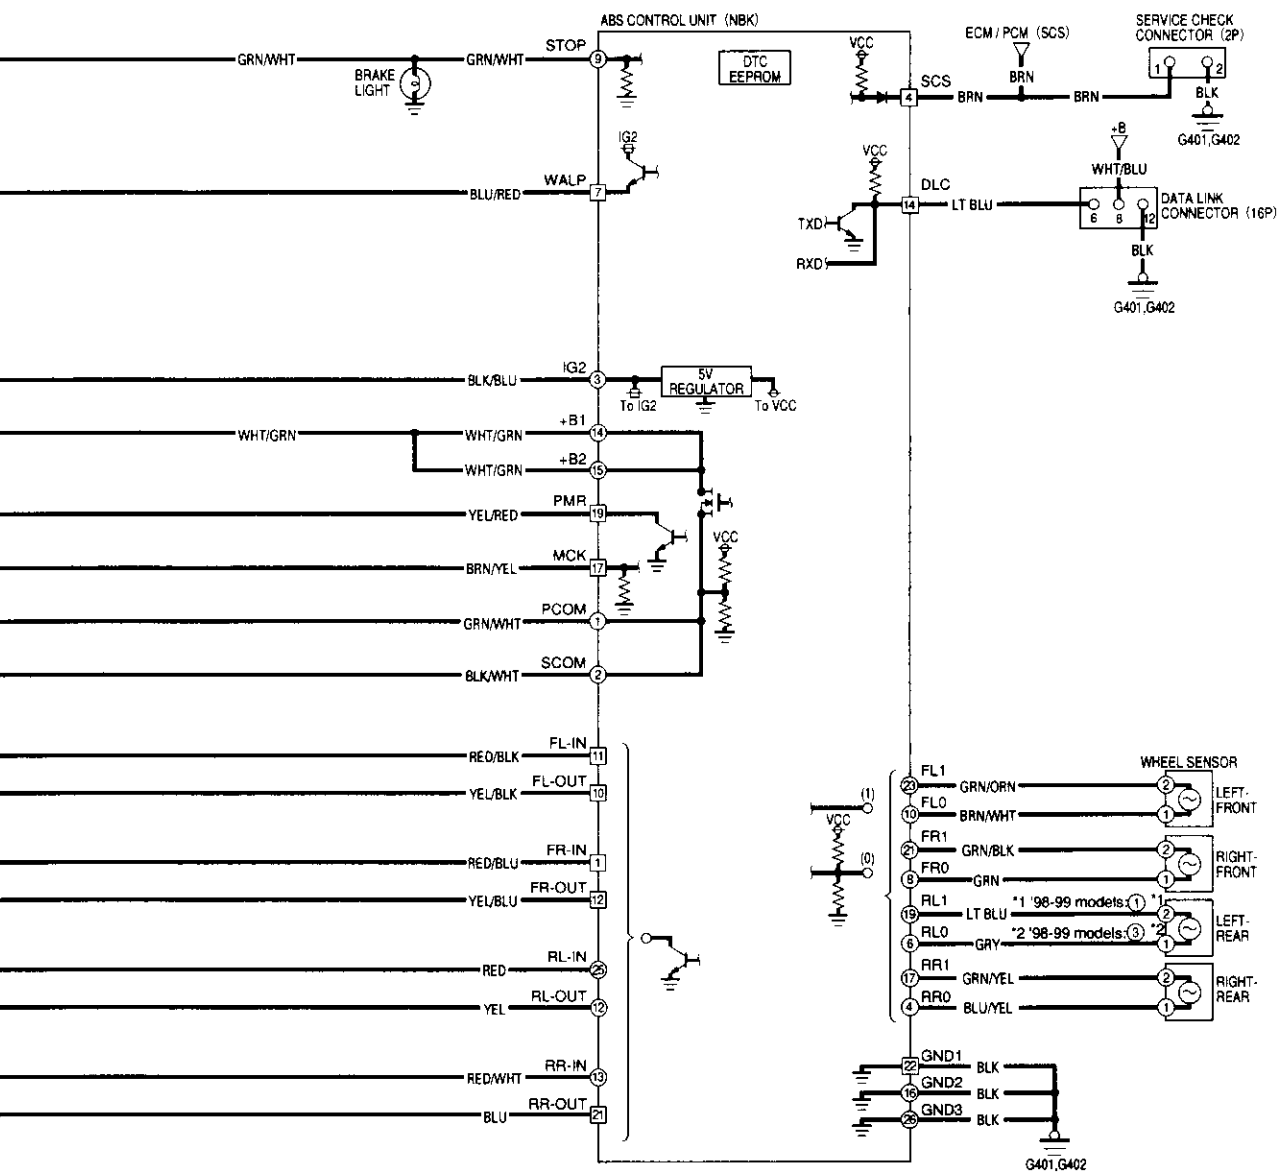 ABS CONTROL UNIT (NBK)
GRN/WHT
BRAKE
LIGHT
GRN/WHT
STOP
9
DTC
EEPROM
VCC
SCS
4
BRN
ECM / PCM (SCS)
BRN
BRN
SERVICE CHECK
CONNECTOR (2P)
1
2
BLK
G401,G402
IG2
BLU/RED
WALP
7
VCC
TXD
RXD
DLC
14
LT BLU
+B
WHT/BLU
6
8
12
DATA LINK
CONNECTOR (16P)
BLK
G401,G402
BLK/BLU
IG2
3
To IG2
5V
REGULATOR
To VCC
WHT/GRN
WHT/GRN
+B1
14
WHT/GRN
+B2
15
YEL/RED
PMR
19
BRN/YEL
MCK
17
VCC
GRN/WHT
PCOM
1
BLK/WHT
SCOM
2
RED/BLK
FL-IN
11
YEL/BLK
FL-OUT
10
RED/BLU
FR-IN
1
YEL/BLU
FR-OUT
12
RED
RL-IN
25
YEL
RL-OUT
12
RED/WHT
RR-IN
13
BLU
RR-OUT
21
(1)
VCC
(0)
WHEEL SENSOR
FL1
23
GRN/ORN
2
FL0
10
BRN/WHT
1
LEFT-
FRONT
FR1
21
GRN/BLK
2
FR0
8
GRN
1
RIGHT-
FRONT
RL1
19
LT BLU
*1 '98-99 models: 1
*1
2
RL0
6
GRY
*2 '98-99 models: 3
*2
1
LEFT-
REAR
RR1
17
GRN/YEL
2
RR0
4
BLU/YEL
1
RIGHT-
REAR
GND1
22
BLK
GND2
16
BLK
GND3
26
BLK
G401,G402